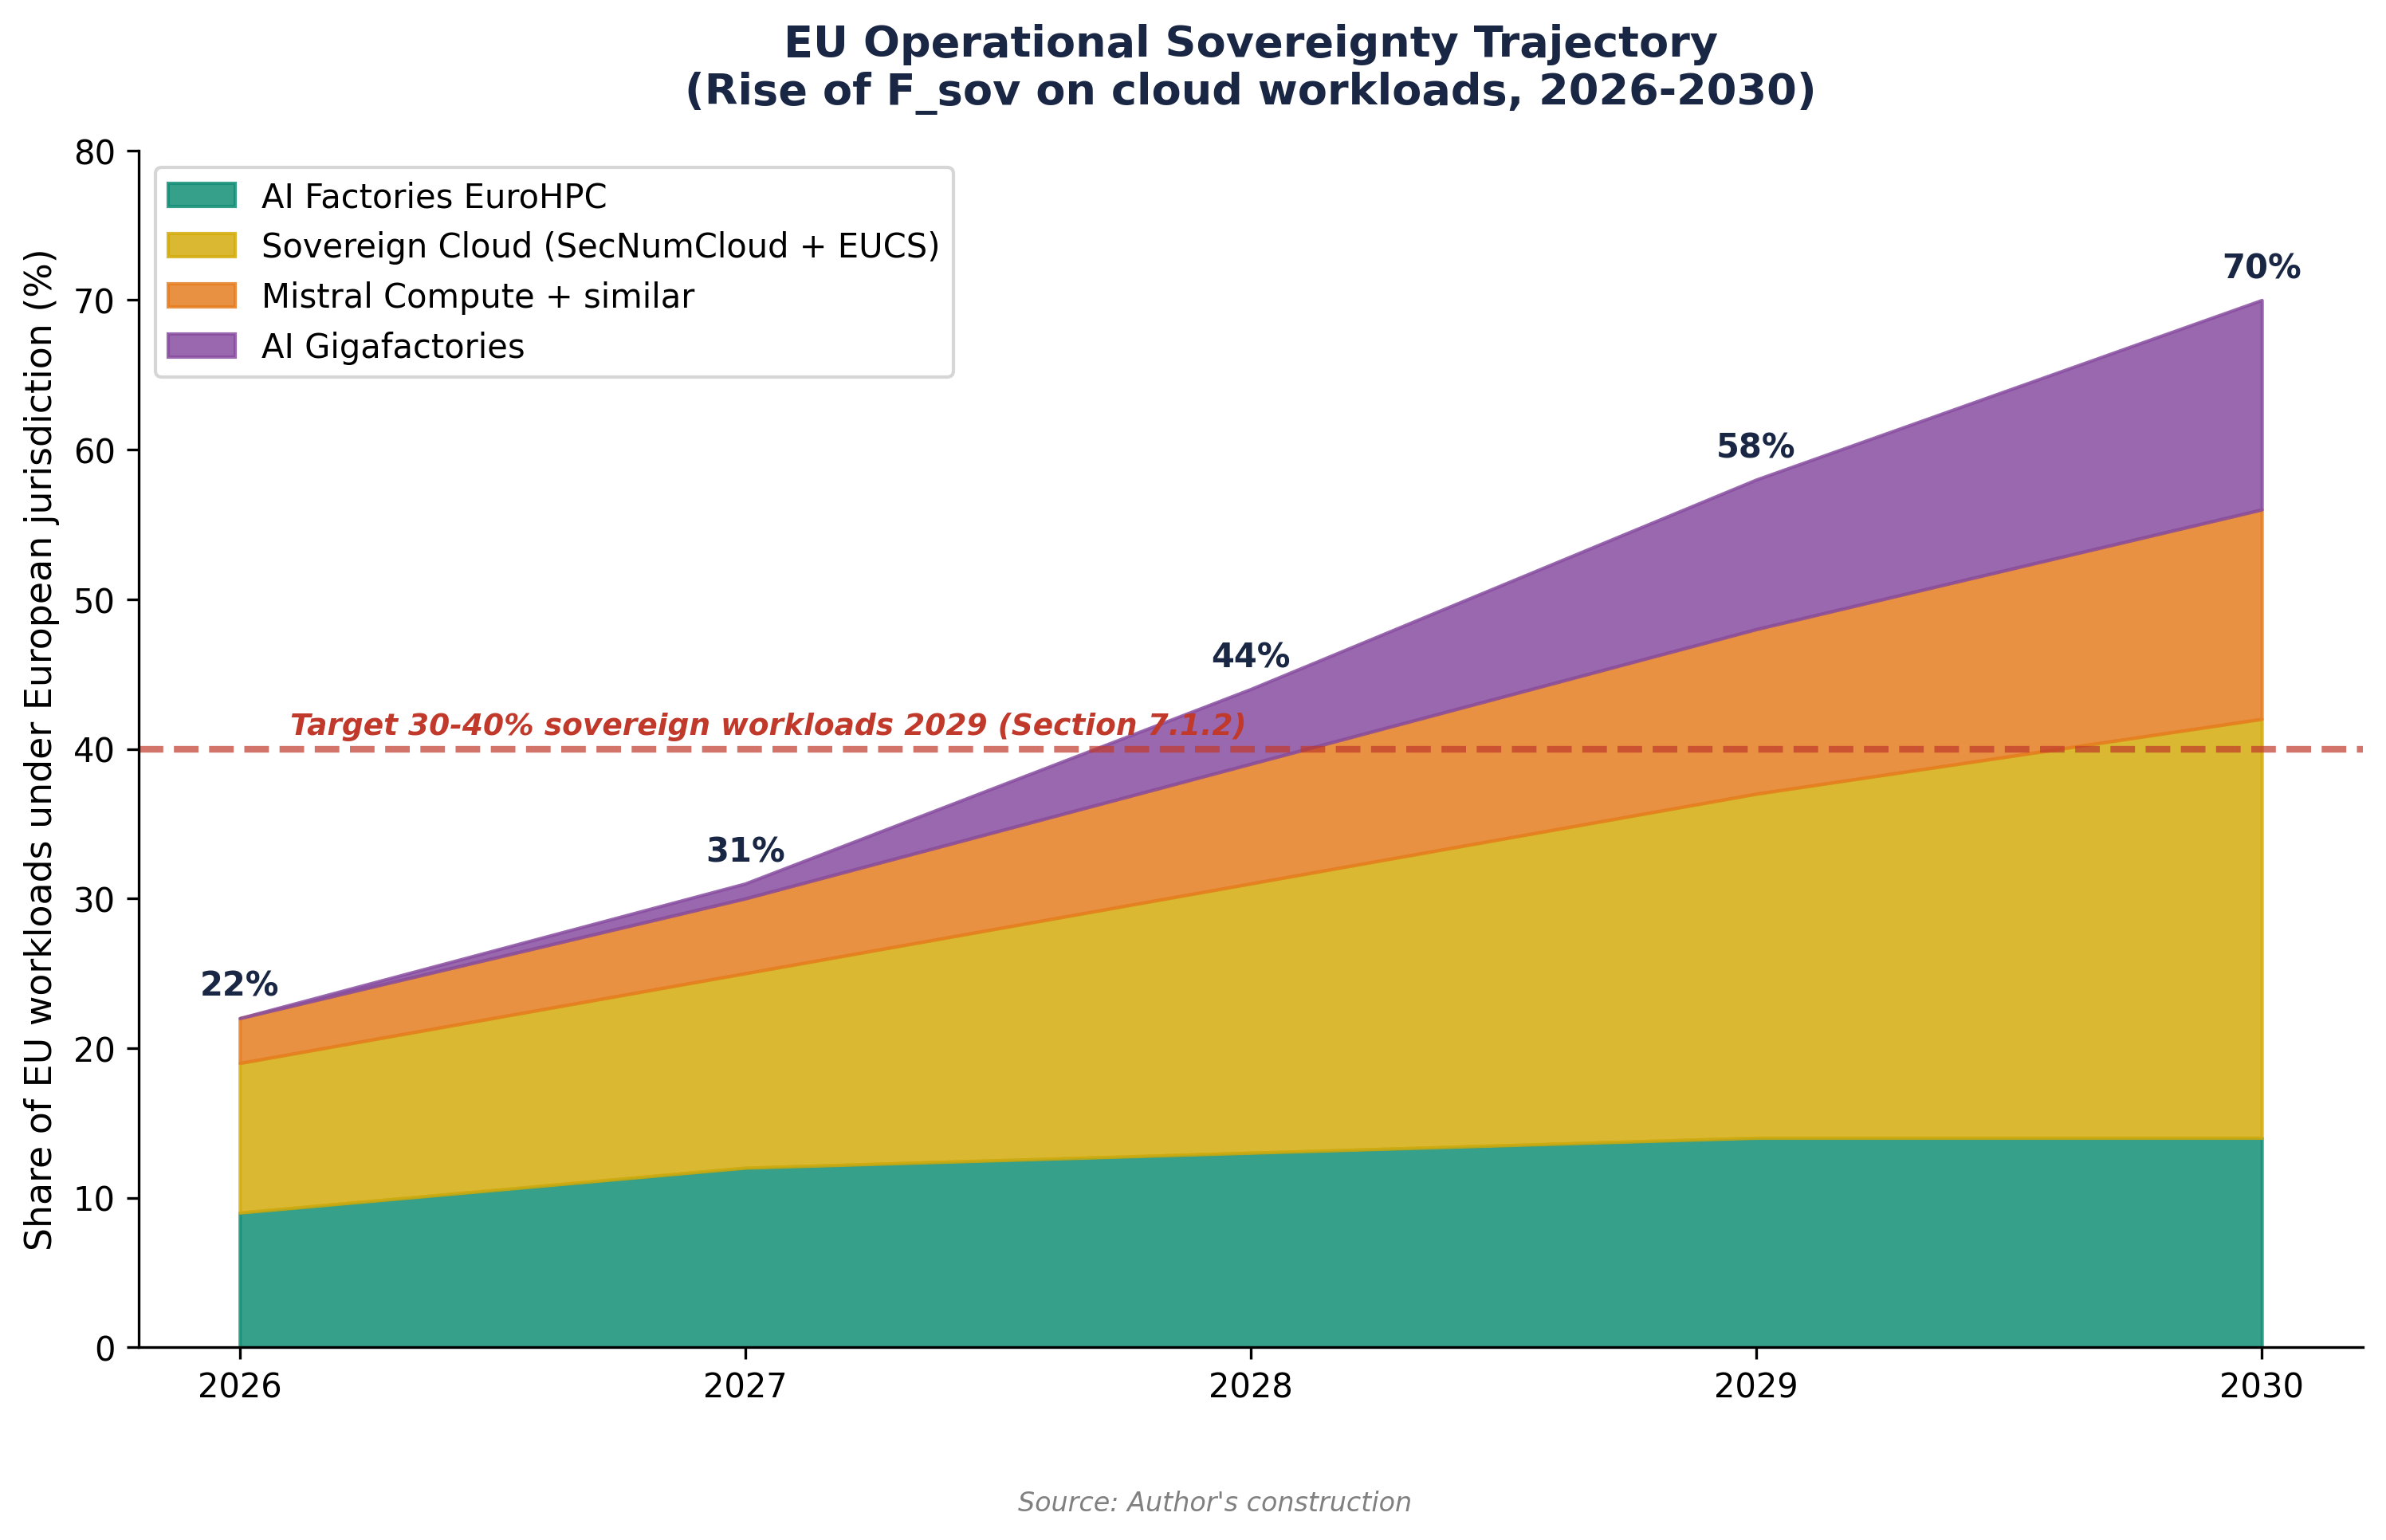 EU Operational Sovereignty Trajectory
(Rise of F_sov on cloud workloads, 2026-2030)
Share of EU workloads under European jurisdiction (%)
80
70
60
50
40
30
20
10
0
AI Factories EuroHPC
Sovereign Cloud (SecNumCloud + EUCS)
Mistral Compute + similar
AI Gigafactories
70%
58%
44%
Target 30-40% sovereign workloads 2029 (Section 7.1.2)
31%
22%
2026
2027
2028
2029
2030
Source: Author's construction